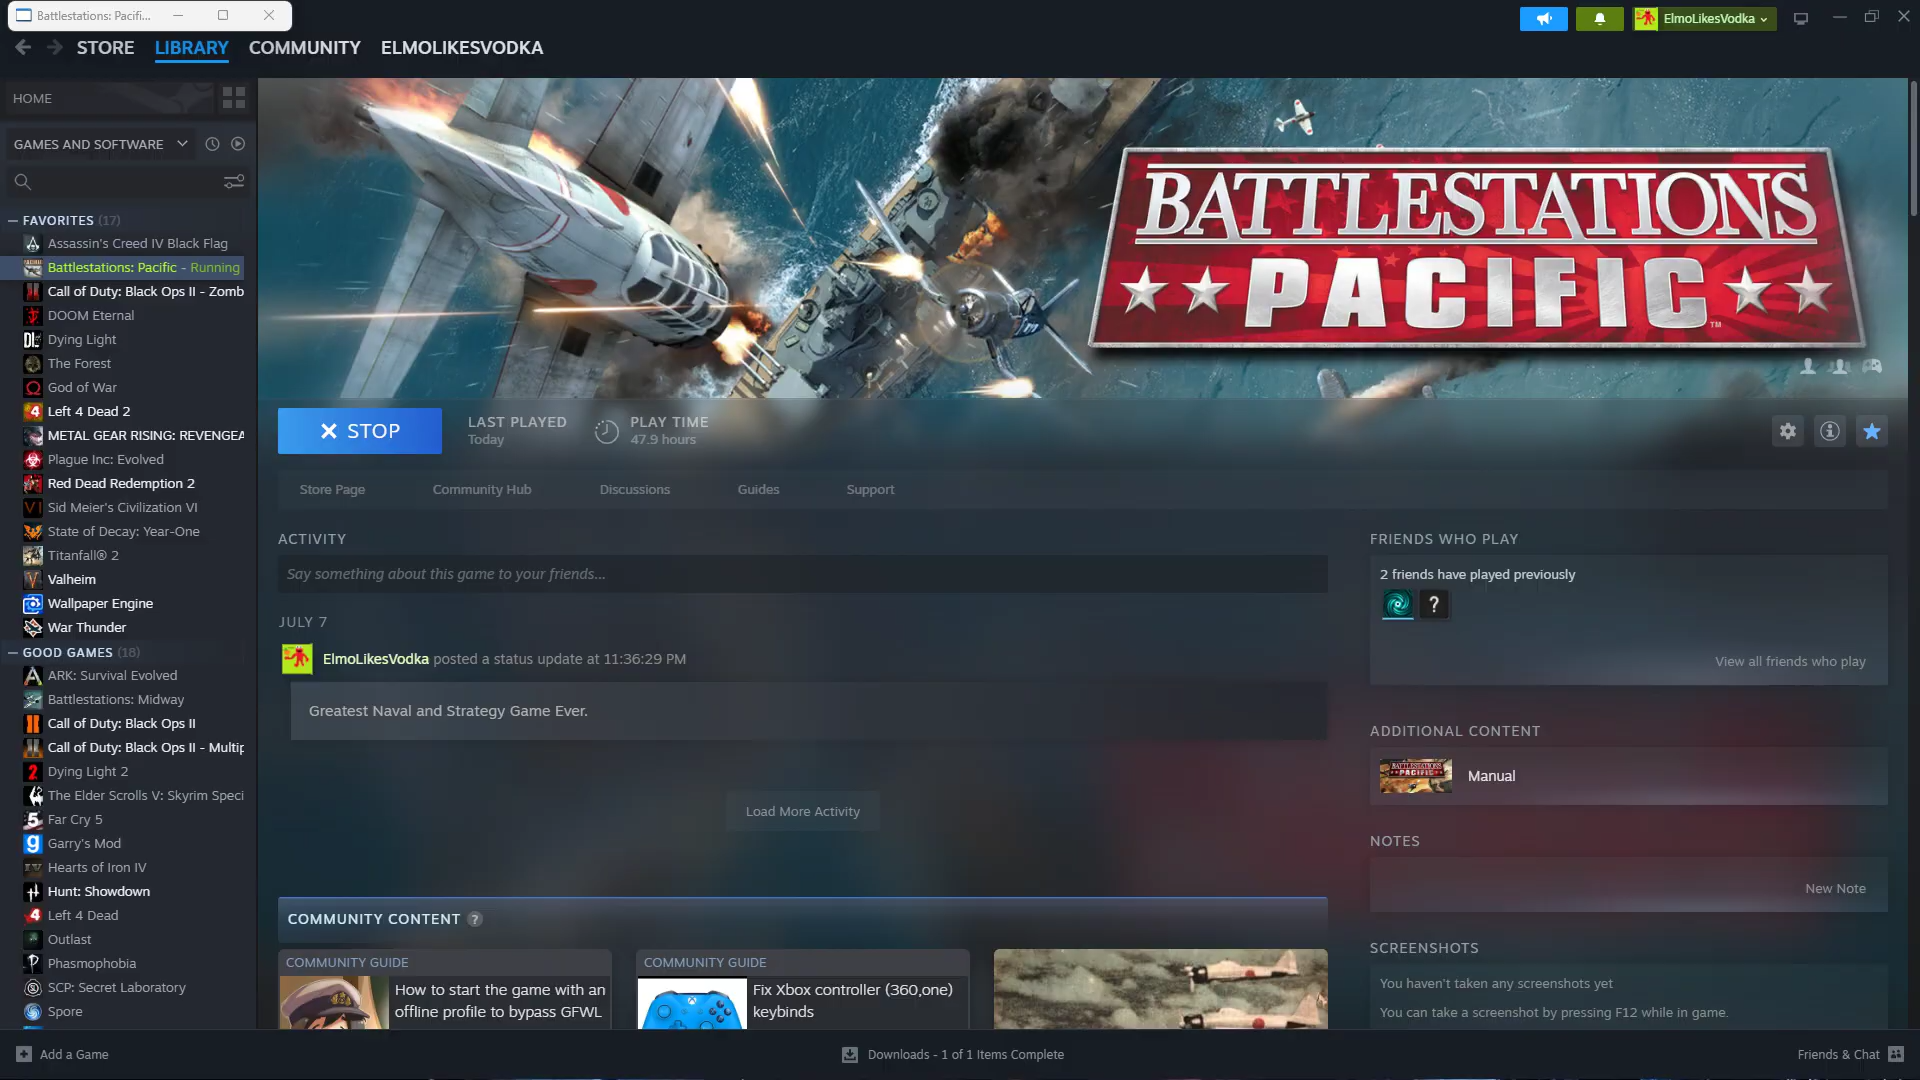 Battlestations: Pacifi...
ElmoLikesVodka
STORE
LIBRARY
COMMUNITY
ELMOLIKESVODKA
HOME
GAMES AND SOFTWARE
FAVORITES (17)
Assassin's Creed IV Black Flag
Battlestations: Pacific - Running
Call of Duty: Black Ops II - Zomb
DOOM Eternal
Dying Light
The Forest
God of War
Left 4 Dead 2
METAL GEAR RISING: REVENGEA
Plague Inc: Evolved
Red Dead Redemption 2
Sid Meier's Civilization VI
State of Decay: Year-One
Titanfall® 2
Valheim
Wallpaper Engine
War Thunder
GOOD GAMES (18)
ARK: Survival Evolved
Battlestations: Midway
Call of Duty: Black Ops II
Call of Duty: Black Ops II - Multip
Dying Light 2
The Elder Scrolls V: Skyrim Speci
Far Cry 5
Garry's Mod
Hearts of Iron IV
Hunt: Showdown
Left 4 Dead
Outlast
Phasmophobia
SCP: Secret Laboratory
Spore
BATTLESTATIONS
PACIFIC™
STOP
LAST PLAYED
Today
PLAY TIME
47.9 hours
Store Page
Community Hub
Discussions
Guides
Support
ACTIVITY
Say something about this game to your friends...
JULY 7
ElmoLikesVodka posted a status update at 11:36:29 PM
Greatest Naval and Strategy Game Ever.
Load More Activity
COMMUNITY CONTENT ?
COMMUNITY GUIDE
How to start the game with an
offline profile to bypass GFWL
COMMUNITY GUIDE
Fix Xbox controller (360,one)
keybinds
FRIENDS WHO PLAY
2 friends have played previously
?
View all friends who play
ADDITIONAL CONTENT
BATTLESTATIONS
PACIFIC
Manual
NOTES
New Note
SCREENSHOTS
You haven't taken any screenshots yet
You can take a screenshot by pressing F12 while in game.
Add a Game
Downloads - 1 of 1 Items Complete
Friends & Chat